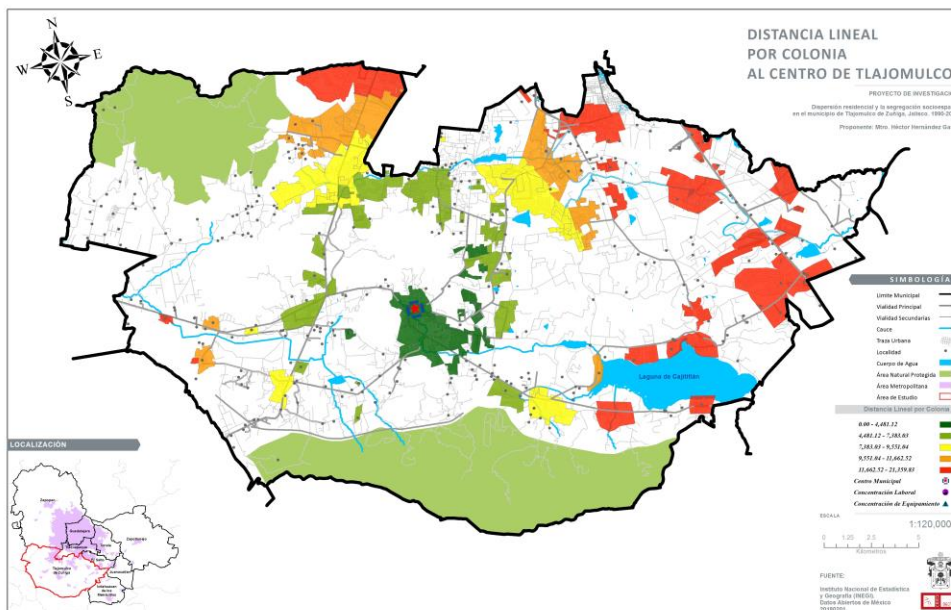 N
W
E
S
DISTANCIA LINEAL
POR COLONIA
AL CENTRO DE TLAJOMULCO
PROYECTO DE INVESTIGAC
Dispersión residencial y la segregación socioespa
en el municipio de Tlajomulco de Zuñiga, Jalisco.
Proponente: Mtro. Héctor Hernández Ga
Laguna de Cajititlán
SIMBOLOGÍA
Límite Municipal
Vialidad Principal
Vialidad Secundarias
Cauce
Traza Urbana
Localidad
Cuerpo de Agua
Área Natural Protegida
Área Metropolitana
Área de Estudio
Distancia Lineal por Colonia
0.00 - 4,481.12
4,481.12 - 7,383.03
7,383.03 - 9,551.04
9,551.04 - 11,662.52
11,662.52 - 21,359.83
Centro Municipal
Concentración Laboral
Concentración de Equipamiento
ESCALA
1:120,000
0 1.25 2.5 5
Kilómetros
FUENTE:
Instituto Nacional de Estadística
y Geografía (INEGI).
Datos Abiertos de México
LOCALIZACIÓN
Zapopan
Guadalajara